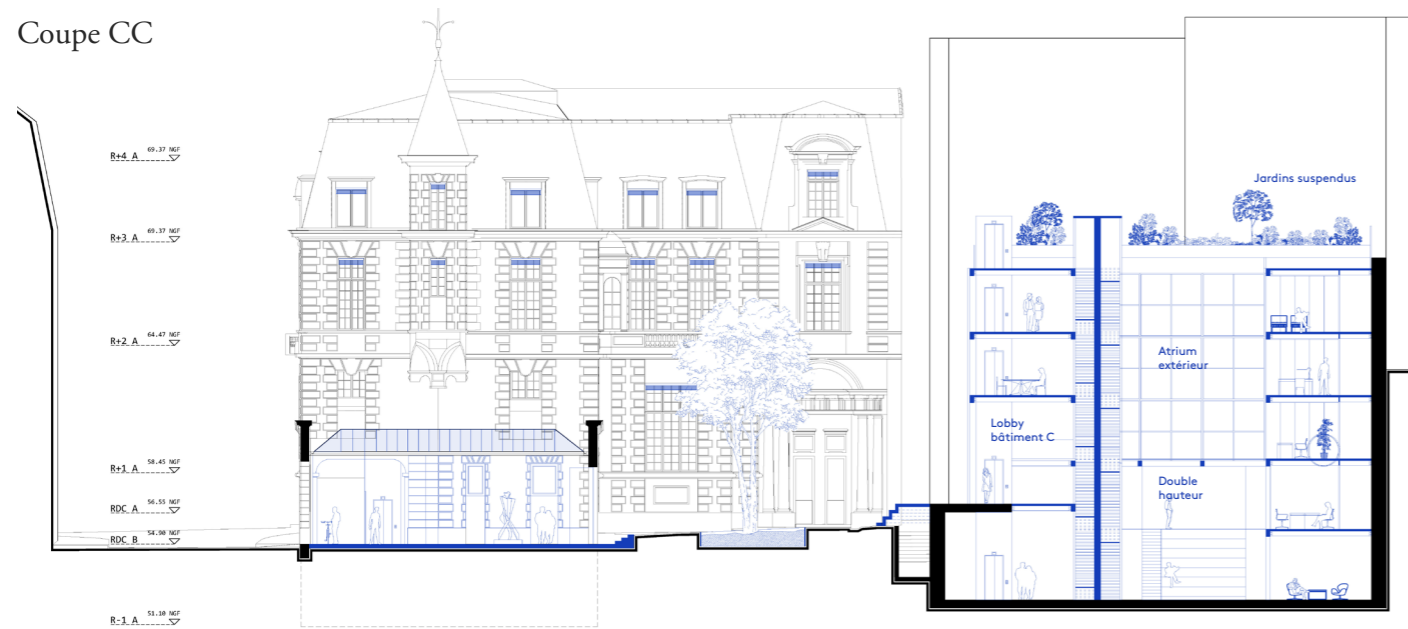 Coupe CC
R+4 A 69.37 NGF
R+3 A 69.37 NGF
R+2 A 64.47 NGF
R+1 A 58.45 NGF
RDC A 56.55 NGF
RDC B 54.90 NGF
R-1 A 51.10 NGF
Jardins suspendus
Atrium
extérieur
Lobby
bâtiment C
Double
hauteur